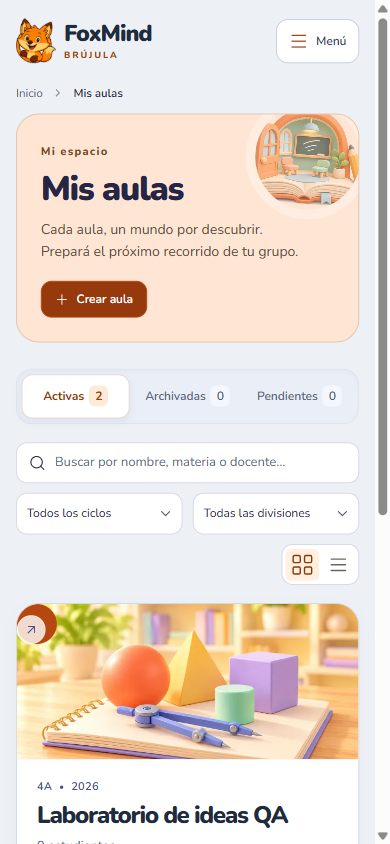 FoxMind
BRÚJULA
Menú
Inicio
Mis aulas
Mi espacio
Mis aulas
Cada aula, un mundo por descubrir.
Prepará el próximo recorrido de tu grupo.
Crear aula
Activas 2
Archivadas 0
Pendientes 0
Buscar por nombre, materia o docente...
Todos los ciclos
Todas las divisiones
4A • 2026
Laboratorio de ideas QA